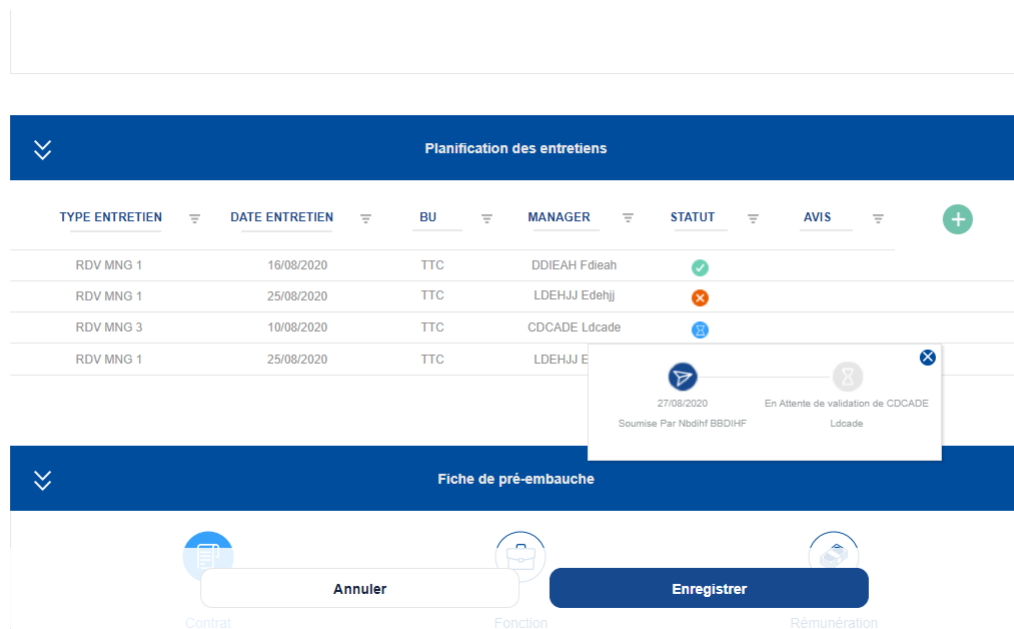 Planification des entretiens
TYPE ENTRETIEN DATE ENTRETIEN BU MANAGER STATUT AVIS
RDV MNG 1 16/08/2020 TTC DDIEAH Fdieah
RDV MNG 1 25/08/2020 TTC LDEHJJ Edehjj
RDV MNG 3 10/08/2020 TTC CDCADE Ldcade
RDV MNG 1 25/08/2020 TTC LDEHJJ E
27/08/2020 En Attente de validation de CDCADE
Soumise Par Nbdihf BBDIHF Ldcade
Fiche de pré-embauche
Annuler Enregistrer
Contrat Fonction Rémunération